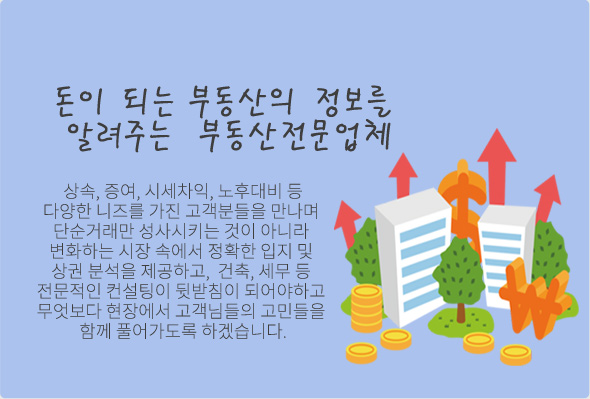 돈이 되는 부동산의 정보를
알려주는 부동산전문업체
상속, 증여, 시세차익, 노후대비 등
다양한 니즈를 가진 고객분들을 만나며
단순거래만 성사시키는 것이 아니라
변화하는 시장 속에서 정확한 입지 및
상권 분석을 제공하고, 건축, 세무 등
전문적인 컨설팅이 뒷받침이 되어야하고
무엇보다 현장에서 고객님들의 고민들을
함께 풀어가도록 하겠습니다.